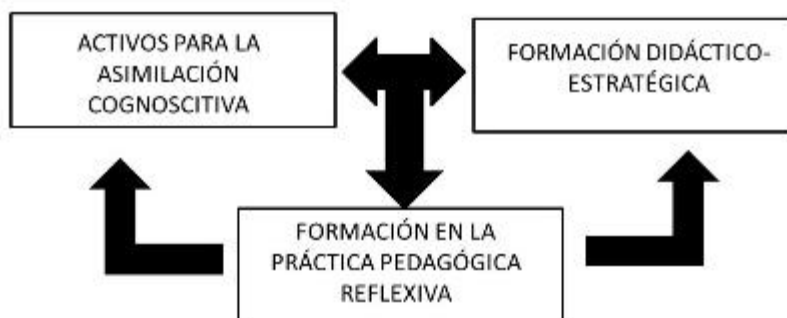 ACTIVOS PARA LA
ASIMILACIÓN
COGNOSCITIVA
FORMACIÓN DIDÁCTICO-
ESTRATÉGICA
FORMACIÓN EN LA
PRÁCTICA PEDAGÓGICA
REFLEXIVA